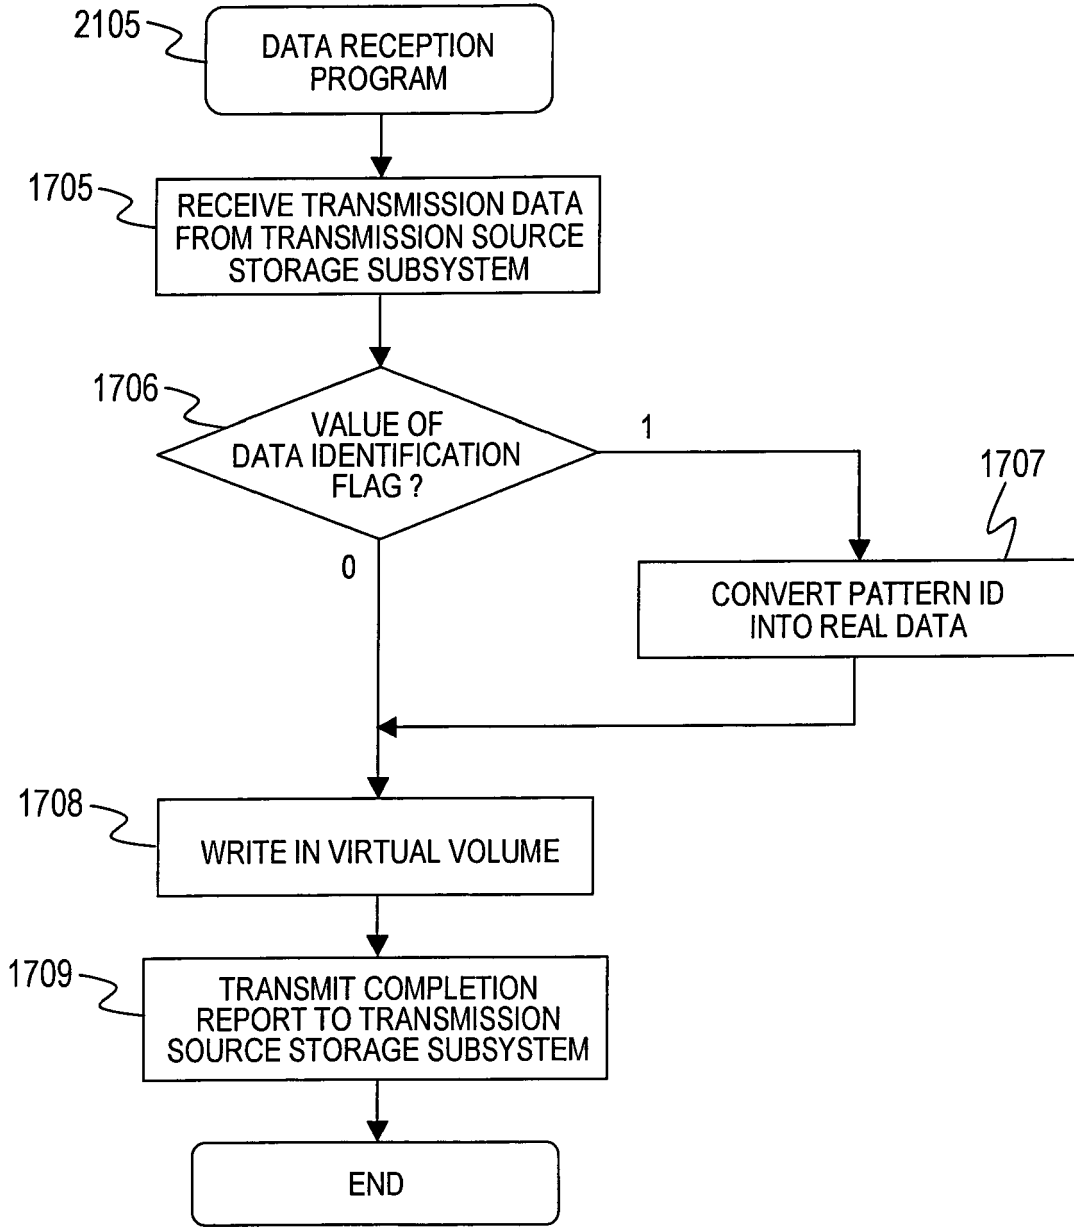 2105
DATA RECEPTION
PROGRAM
1705
RECEIVE TRANSMISSION DATA
FROM TRANSMISSION SOURCE
STORAGE SUBSYSTEM
1706
VALUE OF
DATA IDENTIFICATION
FLAG ?
1
0
1707
CONVERT PATTERN ID
INTO REAL DATA
1708
WRITE IN VIRTUAL VOLUME
1709
TRANSMIT COMPLETION
REPORT TO TRANSMISSION
SOURCE STORAGE SUBSYSTEM
END